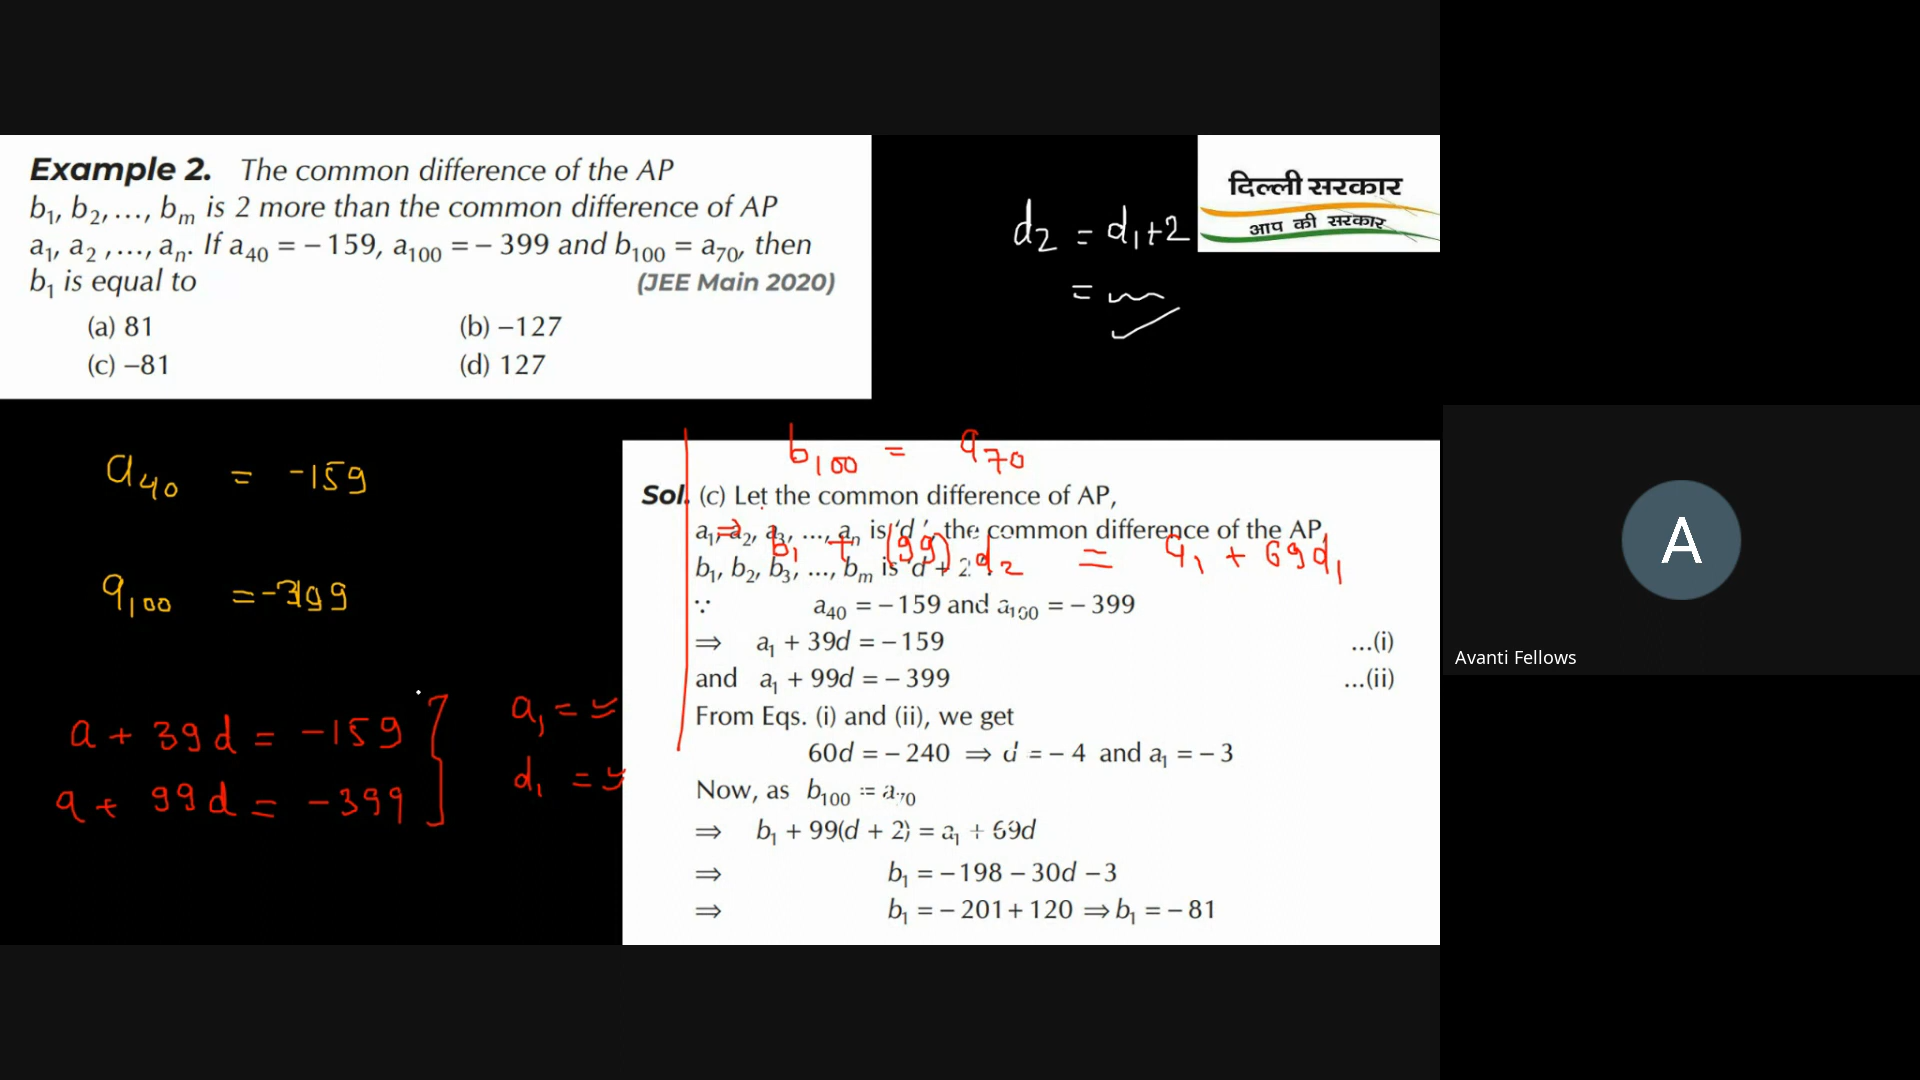 Example 2. The common difference of the AP
b₁, b₂,..., bₘ is 2 more than the common difference of AP
a₁, a₂,..., aₙ. If a₄₀ = – 159, a₁₀₀ = – 399 and b₁₀₀ = a₇₀, then
b₁ is equal to (JEE Main 2020)
(a) 81 (b) –127
(c) –81 (d) 127
d₂ = d₁+2
=
दिल्ली सरकार
आप की सरकार
a₄₀ = -159
a₁₀₀ = -399
a + 39d = -159
a + 99d = -399
a₁ =
d₁ =
b₁₀₀ = a₇₀
⇒ b₁ + (99)d₂ = a₁ + 69d₁
Sol. (c) Let the common difference of AP,
a₁, a₂, a₃, ..., aₙ is 'd', the common difference of the AP,
b₁, b₂, b₃, ..., bₘ is 'd + 2'.
∵ a₄₀ = – 159 and a₁₀₀ = – 399
⇒ a₁ + 39d = – 159 ...(i)
and a₁ + 99d = – 399 ...(ii)
From Eqs. (i) and (ii), we get
60d = – 240 ⇒ d = – 4 and a₁ = – 3
Now, as b₁₀₀ = a₇₀
⇒ b₁ + 99(d + 2) = a₁ + 69d
⇒ b₁ = – 198 – 30d – 3
⇒ b₁ = – 201 + 120 ⇒ b₁ = – 81
A
Avanti Fellows